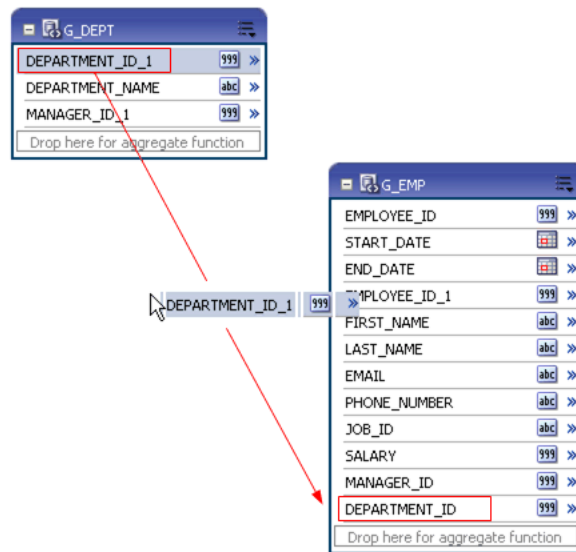 G_DEPT
DEPARTMENT_ID_1 999
DEPARTMENT_NAME abc
MANAGER_ID_1 999
Drop here for aggregate function
G_EMP
EMPLOYEE_ID 999
START_DATE
END_DATE
DEPARTMENT_ID_1 999
MPLOYEE_ID_1 999
FIRST_NAME abc
LAST_NAME abc
EMAIL abc
PHONE_NUMBER abc
JOB_ID abc
SALARY 999
MANAGER_ID 999
DEPARTMENT_ID 999
Drop here for aggregate function